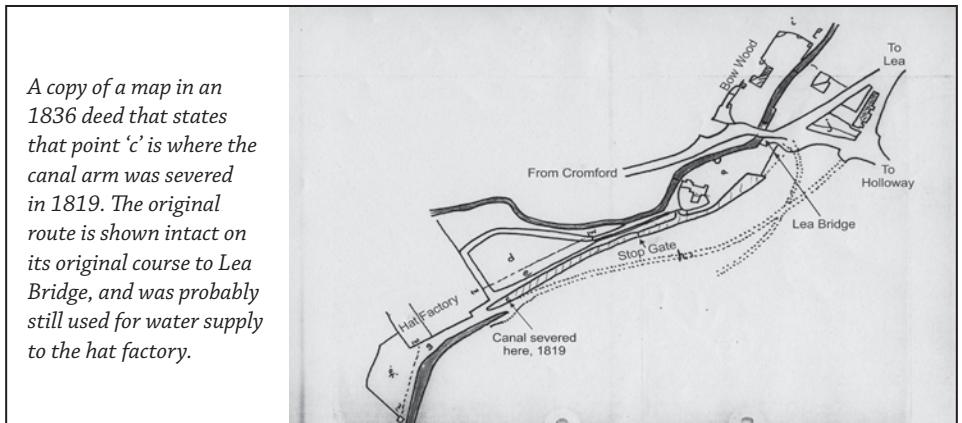 A copy of a map in an
1836 deed that states
that point ‘c’ is where the
canal arm was severed
in 1819. The original
route is shown intact on
its original course to Lea
Bridge, and was probably
still used for water supply
to the hat factory.
Bow Wood
To
Lea
From Cromford
To
Holloway
Lea Bridge
Stop Gate
Hat Factory
Canal severed
here, 1819